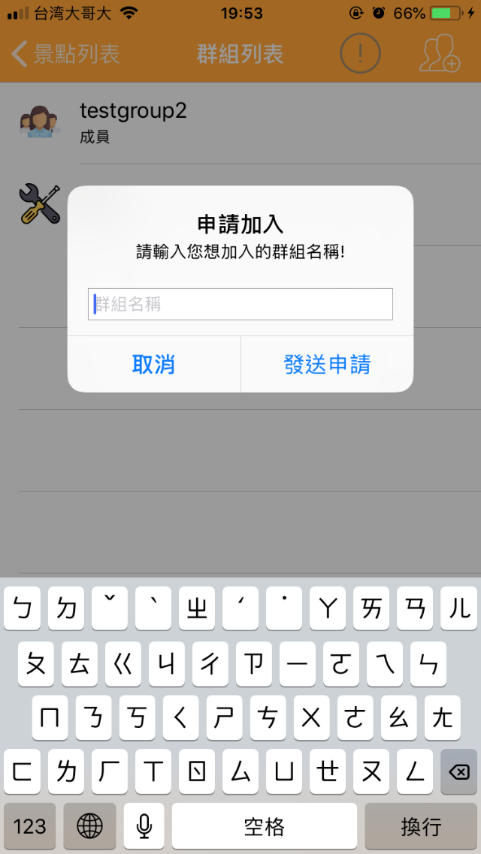 台湾大哥大 19:53 66%
景點列表 群組列表
testgroup2
成員
申請加入
請輸入您想加入的群組名稱!
群組名稱
取消 發送申請
ㄅ ㄉ ˇ ˋ ㄓ ˊ ˙ ㄚ ㄞ ㄢ ㄦ
ㄆ ㄊ ㄍ ㄐ ㄔ ㄗ ㄧ ㄛ ㄟ ㄣ
ㄇ ㄋ ㄎ ㄑ ㄕ ㄘ ㄨ ㄜ ㄠ ㄤ
ㄈ ㄌ ㄏ ㄒ ㄖ ㄙ ㄩ ㄝ ㄡ ㄥ
123 空格 換行